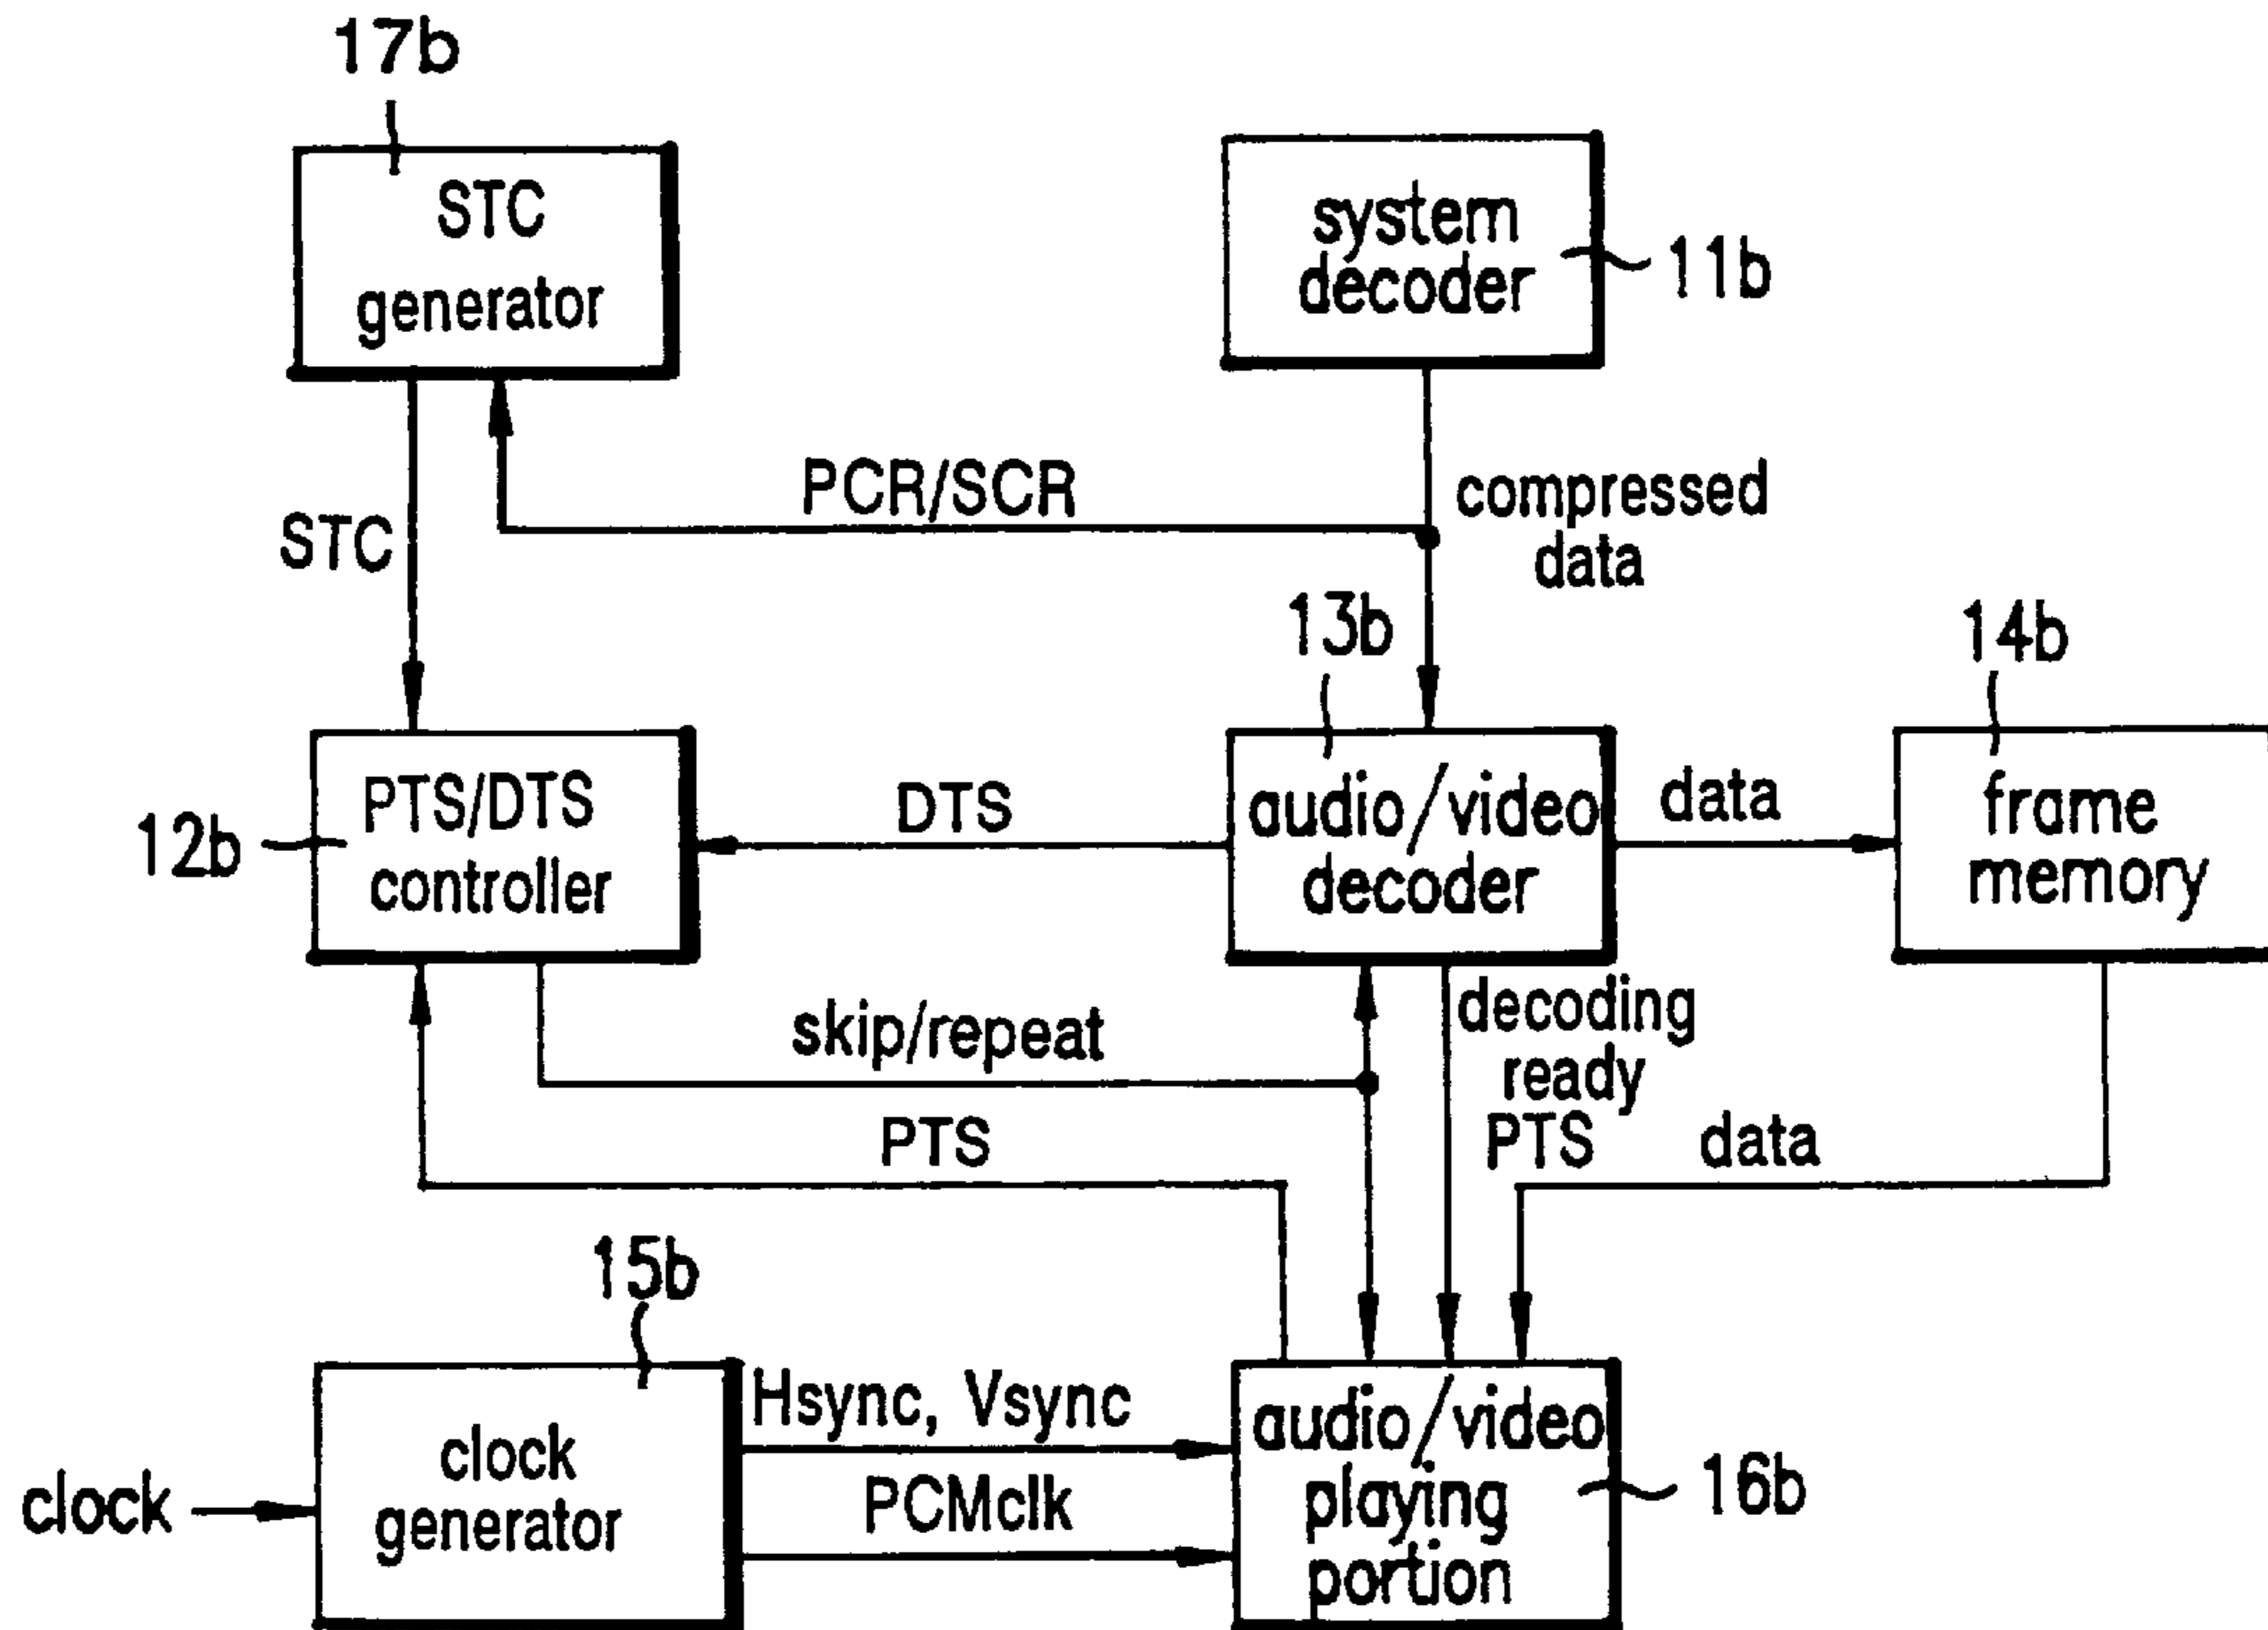 17b
STC
generator
system
decoder
11b
PCR/SCR
compressed
data
STC
13b
14b
12b
PTS/DTS
controller
DTS
audio/video
decoder
data
frame
memory
skip/repeat
decoding
ready
PTS
PTS
data
15b
clock
clock
generator
Hsync, Vsync
PCMclk
audio/video
playing
portion
16b